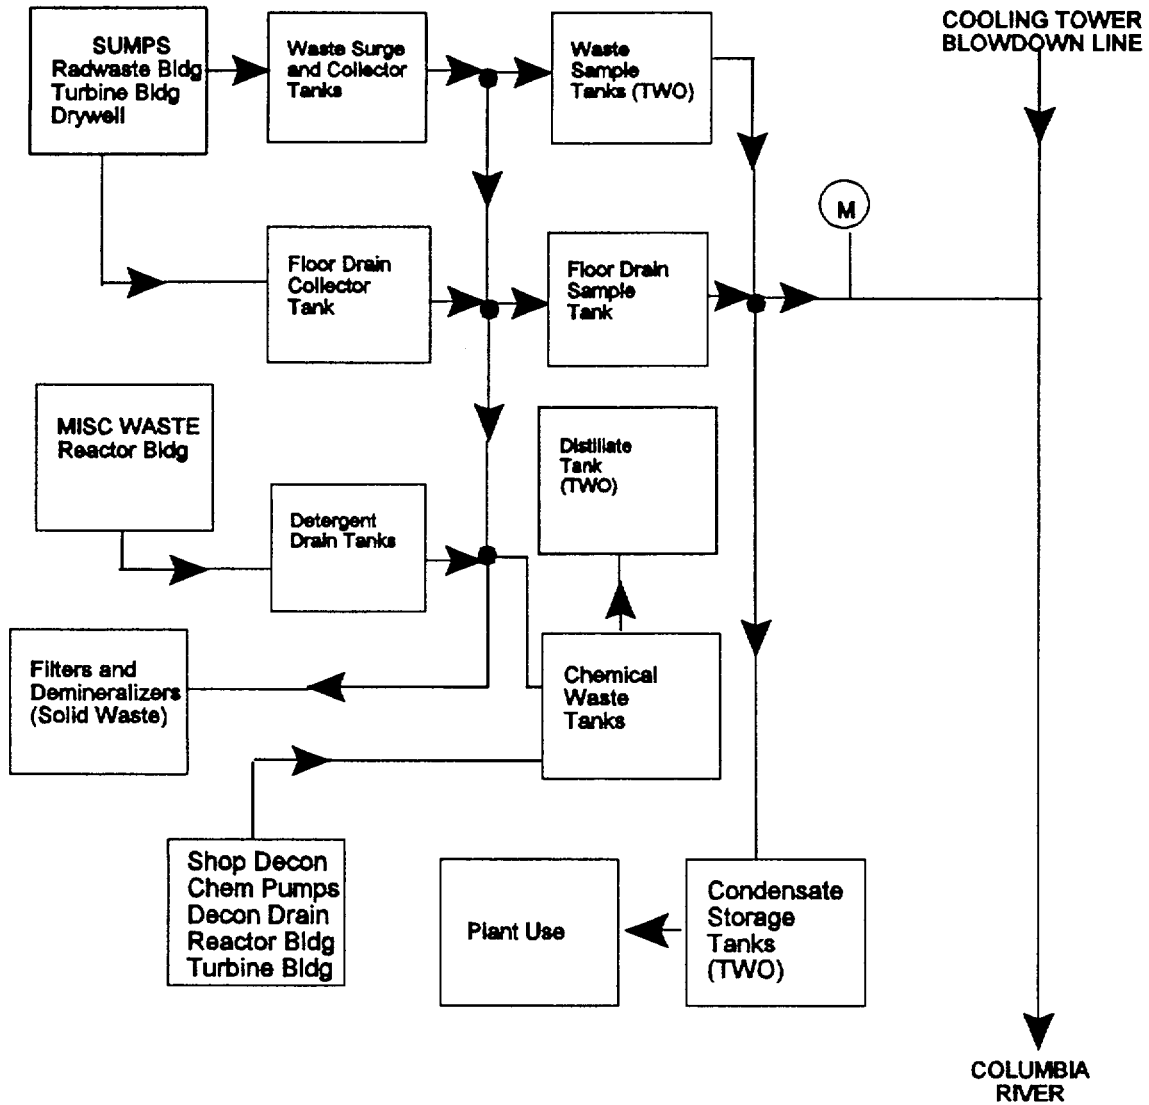 COOLING TOWER
BLOWDOWN LINE
SUMPS
Radwaste Bldg
Turbine Bldg
Drywell
Waste Surge
and Collector
Tanks
Waste
Sample
Tanks (TWO)
M
Floor Drain
Collector
Tank
Floor Drain
Sample
Tank
MISC WASTE
Reactor Bldg
Distillate
Tank
(TWO)
Detergent
Drain Tanks
Filters and
Demineralizers
(Solid Waste)
Chemical
Waste
Tanks
Shop Decon
Chem Pumps
Decon Drain
Reactor Bldg
Turbine Bldg
Plant Use
Condensate
Storage
Tanks
(TWO)
COLUMBIA
RIVER